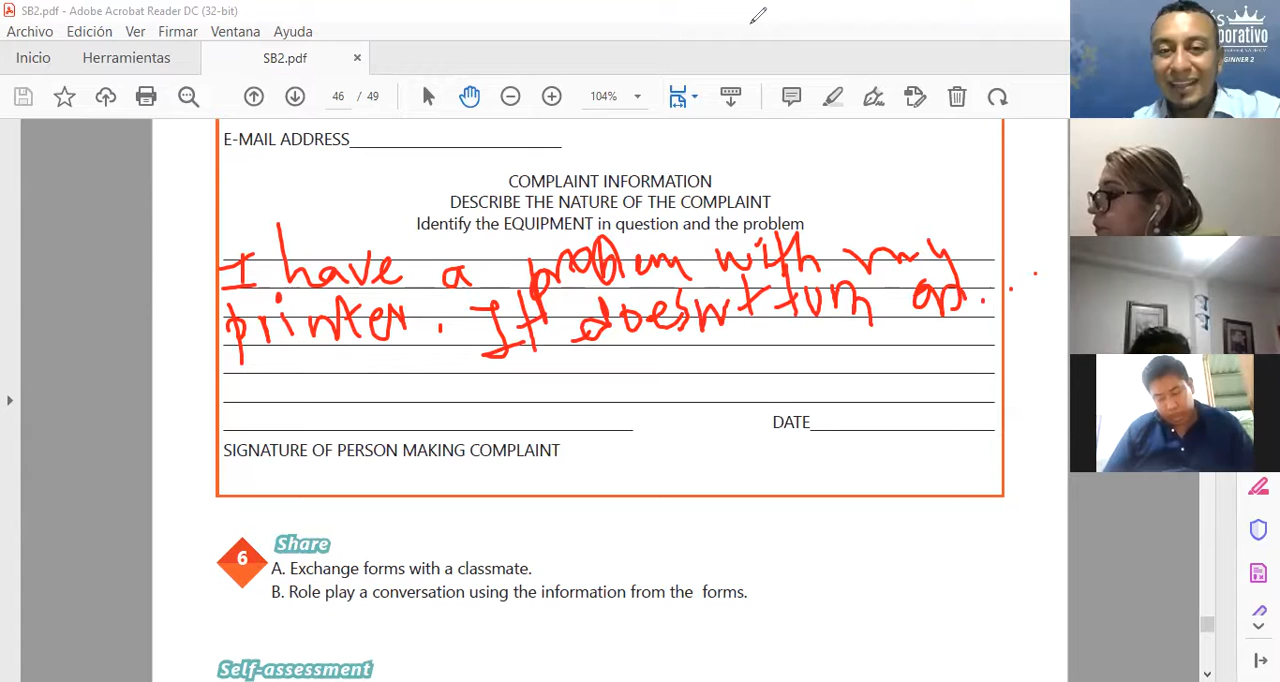 SB2.pdf - Adobe Acrobat Reader DC (32-bit)
Archivo Edición Ver Firmar Ventana Ayuda
Inicio Herramientas SB2.pdf
46 / 49 104%
E-MAIL ADDRESS
COMPLAINT INFORMATION
DESCRIBE THE NATURE OF THE COMPLAINT
Identify the EQUIPMENT in question and the problem
I have a problem with my
printer. It doesn't turn on.
DATE
SIGNATURE OF PERSON MAKING COMPLAINT
6 Share
A. Exchange forms with a classmate.
B. Role play a conversation using the information from the forms.
Self-assessment